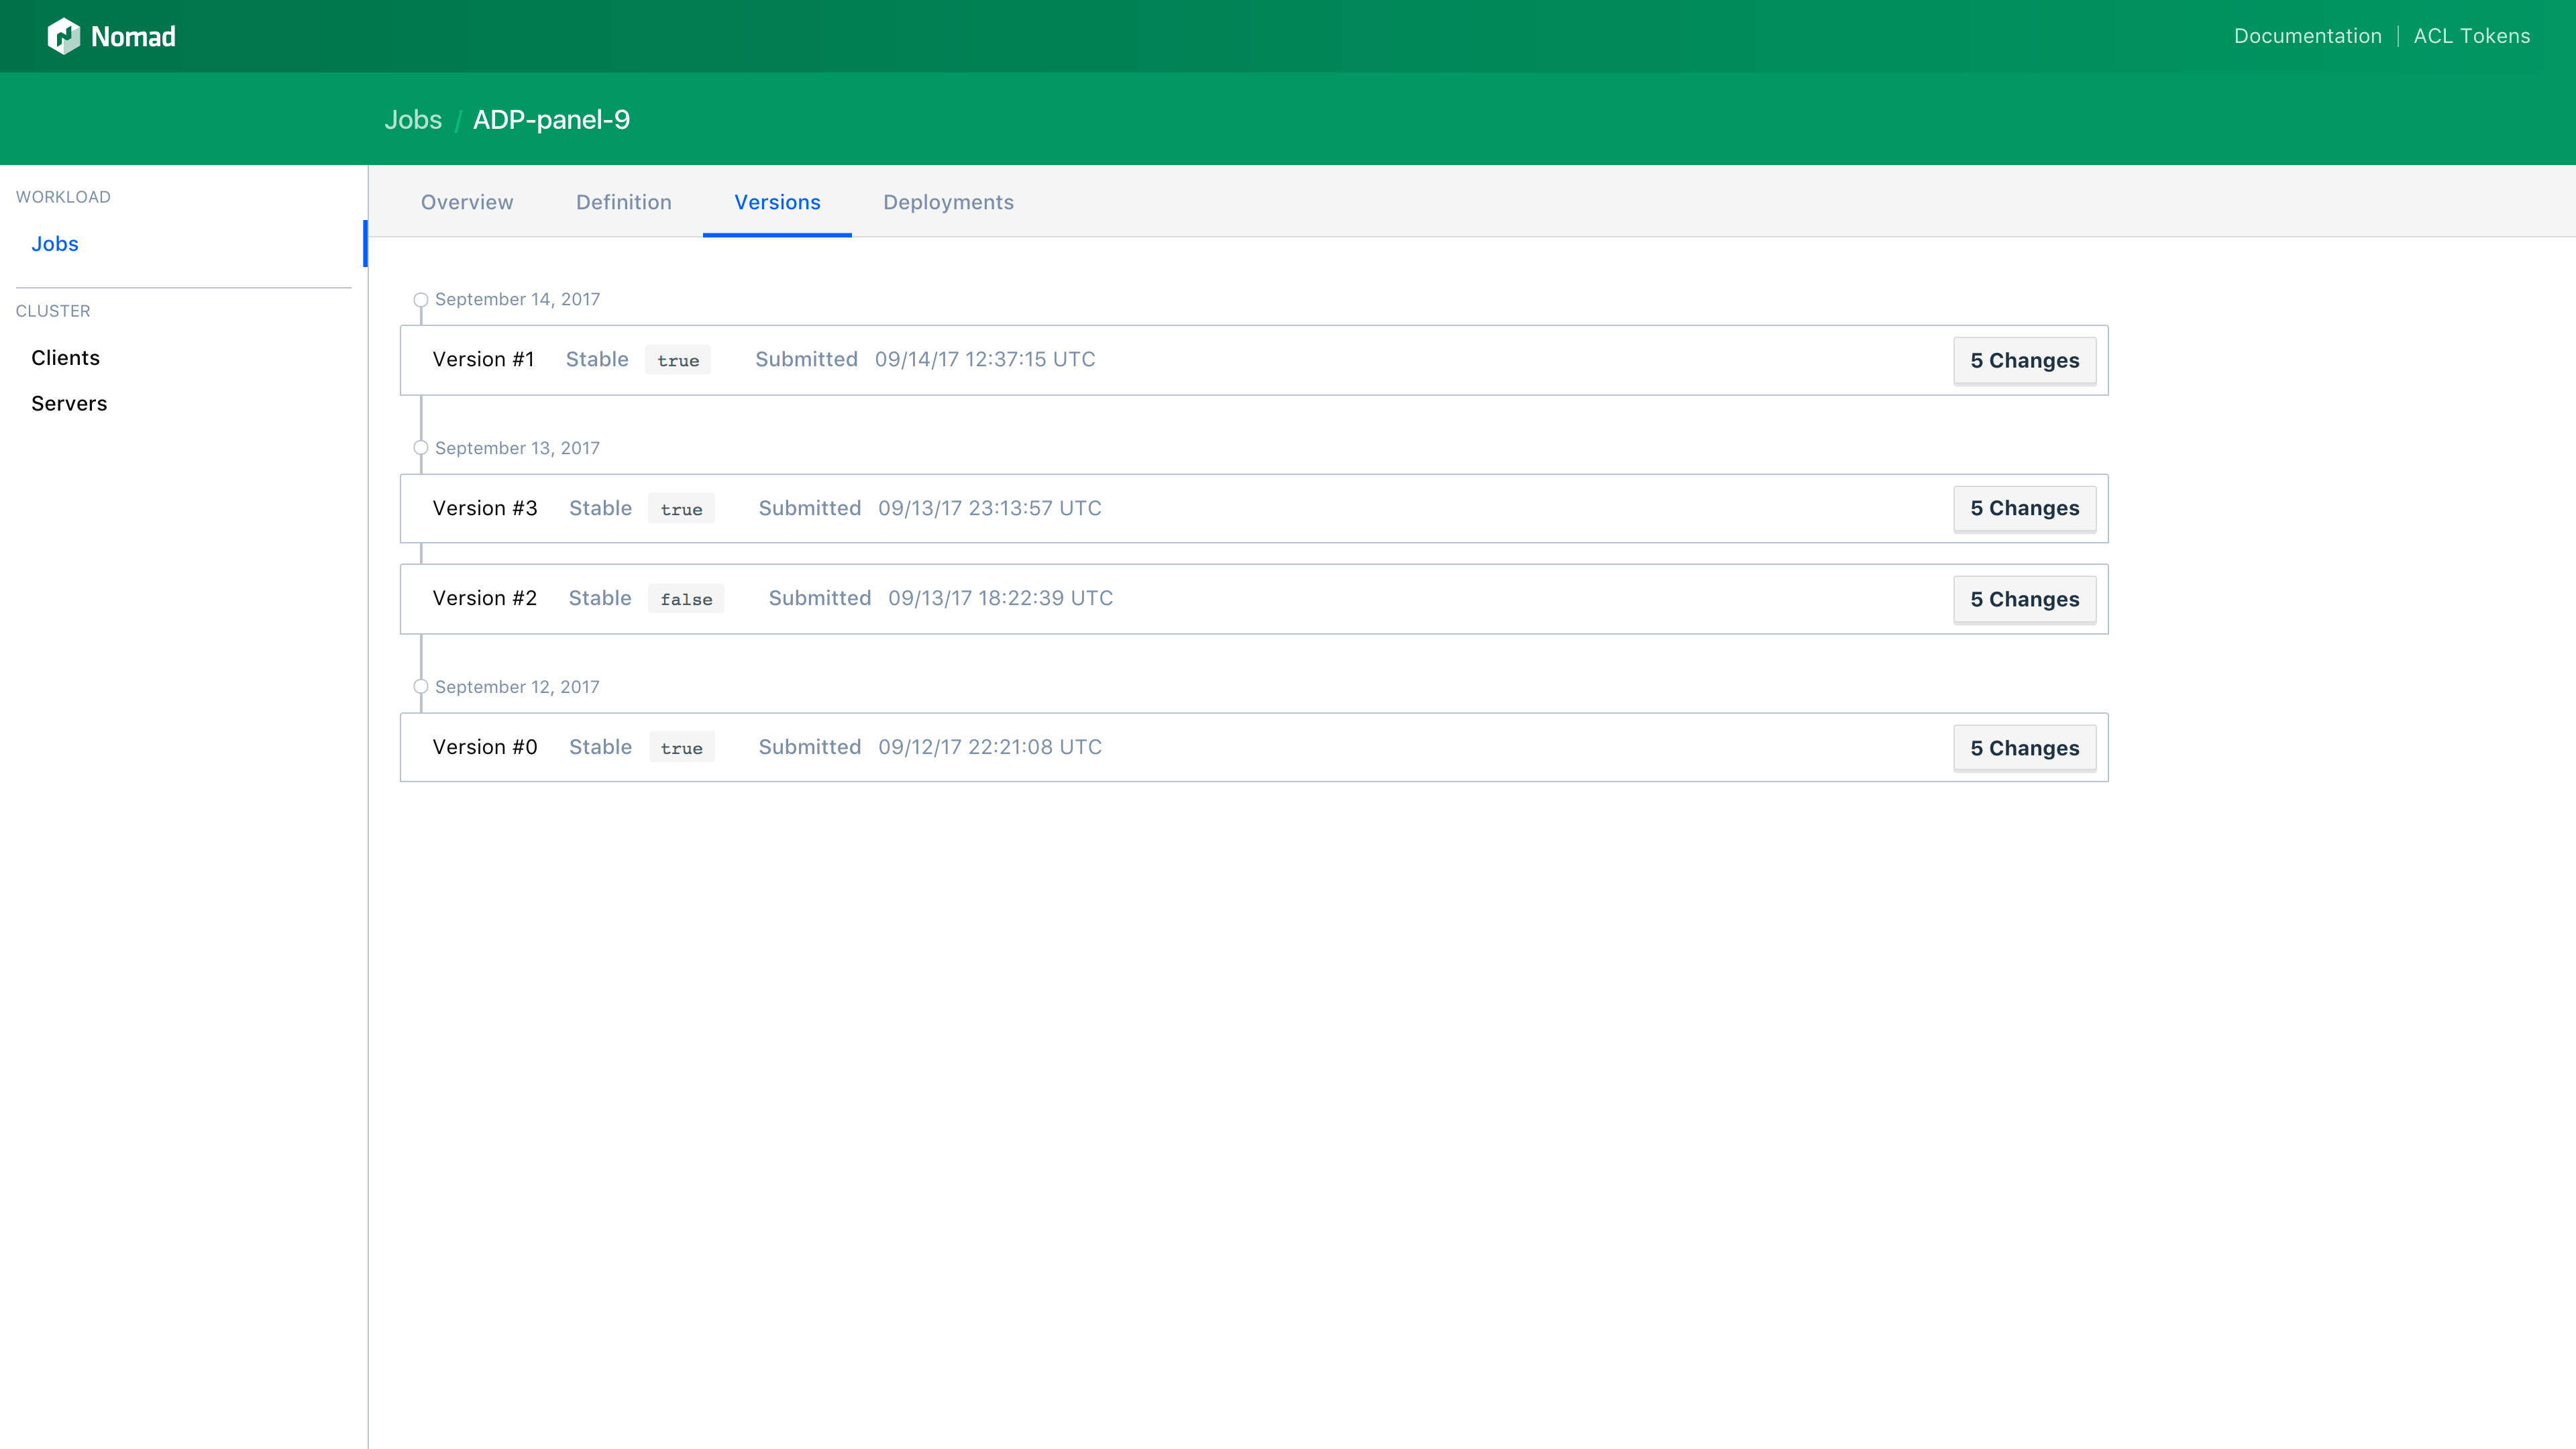 Nomad
Documentation | ACL Tokens
Jobs / ADP-panel-9
WORKLOAD
Jobs
CLUSTER
Clients
Servers
Overview Definition Versions Deployments
September 14, 2017
Version #1 Stable true Submitted 09/14/17 12:37:15 UTC 5 Changes
September 13, 2017
Version #3 Stable true Submitted 09/13/17 23:13:57 UTC 5 Changes
Version #2 Stable false Submitted 09/13/17 18:22:39 UTC 5 Changes
September 12, 2017
Version #0 Stable true Submitted 09/12/17 22:21:08 UTC 5 Changes